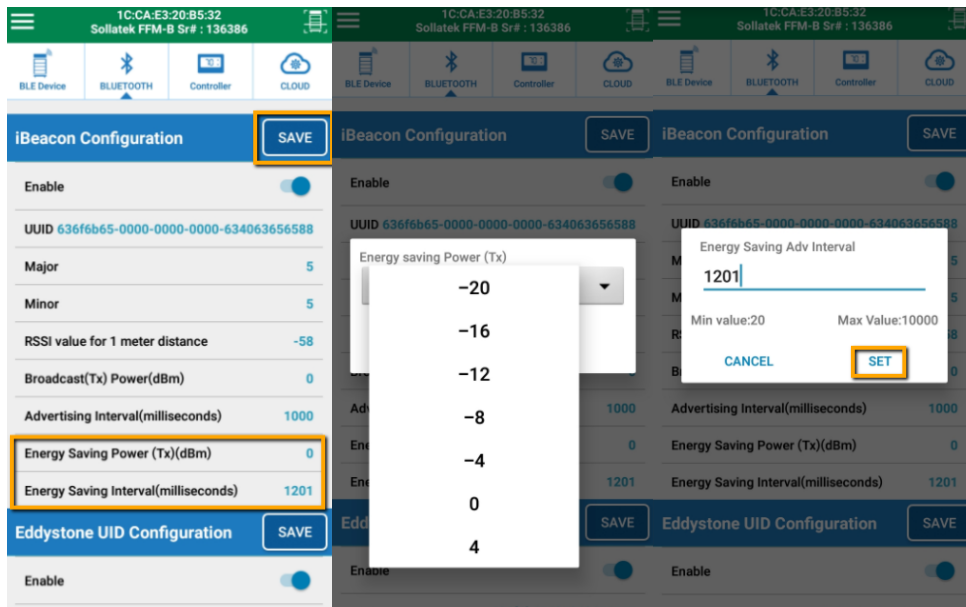 1C:CA:E3:20:B5:32
Sollatek FFM-B Sr# : 136386
BLE Device
BLUETOOTH
Controller
CLOUD
iBeacon Configuration
SAVE
Enable
UUID 636f6b65-0000-0000-0000-634063656588
Major 5
Minor 5
RSSI value for 1 meter distance -58
Broadcast(Tx) Power(dBm) 0
Advertising Interval(milliseconds) 1000
Energy Saving Power (Tx)(dBm) 0
Energy Saving Interval(milliseconds) 1201
Eddystone UID Configuration
SAVE
Enable
1C:CA:E3:20:B5:32
Sollatek FFM-B Sr# : 136386
BLE Device
BLUETOOTH
Controller
CLOUD
iBeacon Configuration
SAVE
Enable
UUID 636f6b65-0000-0000-0000-634063656588
Energy saving Power (Tx)
-20
-16
-12
-8
-4
0
4
1000
0
1201
SAVE
Enable
1C:CA:E3:20:B5:32
Sollatek FFM-B Sr# : 136386
BLE Device
BLUETOOTH
Controller
CLOUD
iBeacon Configuration
SAVE
Enable
UUID 636f6b65-0000-0000-0000-634063656588
Energy Saving Adv Interval
1201
Min value:20
Max Value:10000
CANCEL
SET
Advertising Interval(milliseconds) 1000
Energy Saving Power (Tx)(dBm) 0
Energy Saving Interval(milliseconds) 1201
Eddystone UID Configuration
SAVE
Enable